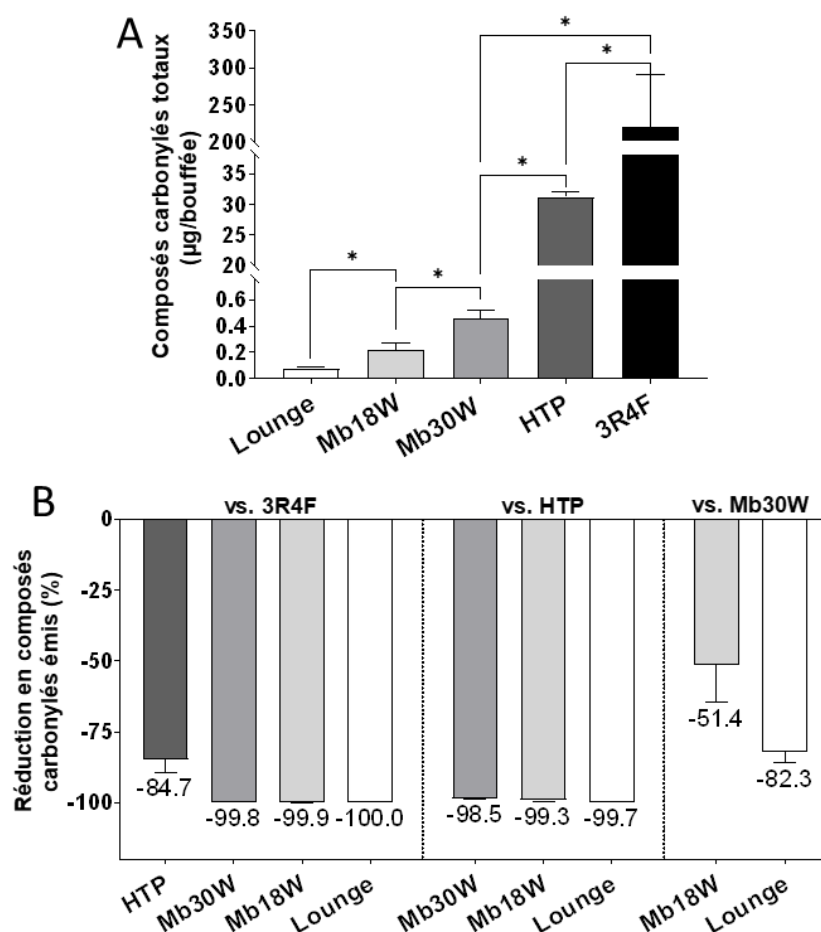 A
Composés carbonylés totaux
(µg/bouffée)
350
300
250
200
35
30
25
20
0.6
0.4
0.2
0.0
*
*
*
*
*
Lounge
Mb18W
Mb30W
HTP
3R4F
B
Réduction en composés
carbonylés émis (%)
vs. 3R4F
vs. HTP
vs. Mb30W
0
-25
-50
-75
-100
-84.7
-99.8
-99.9
-100.0
-98.5
-99.3
-99.7
-51.4
-82.3
HTP
Mb30W
Mb18W
Lounge
Mb30W
Mb18W
Lounge
Mb18W
Lounge